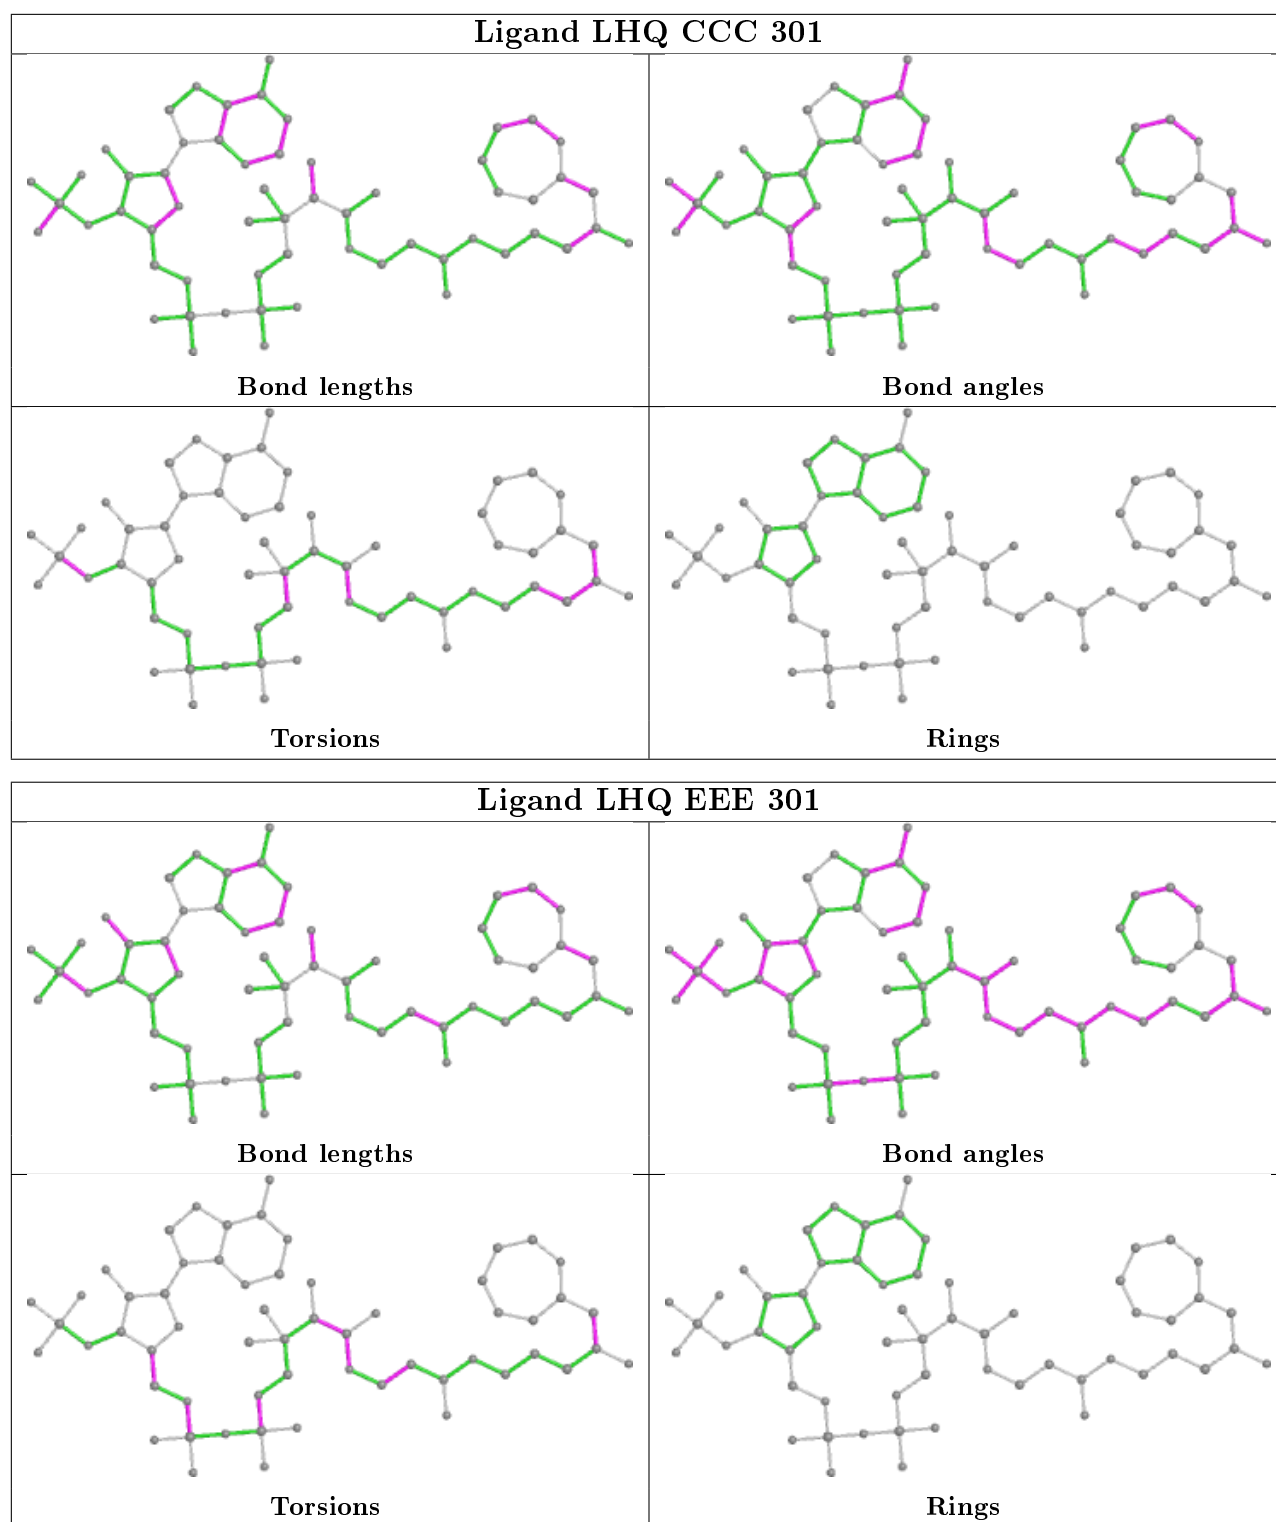 Ligand LHQ CCC 301
Bond lengths
Bond angles
Torsions
Rings
Ligand LHQ EEE 301
Bond lengths
Bond angles
Torsions
Rings